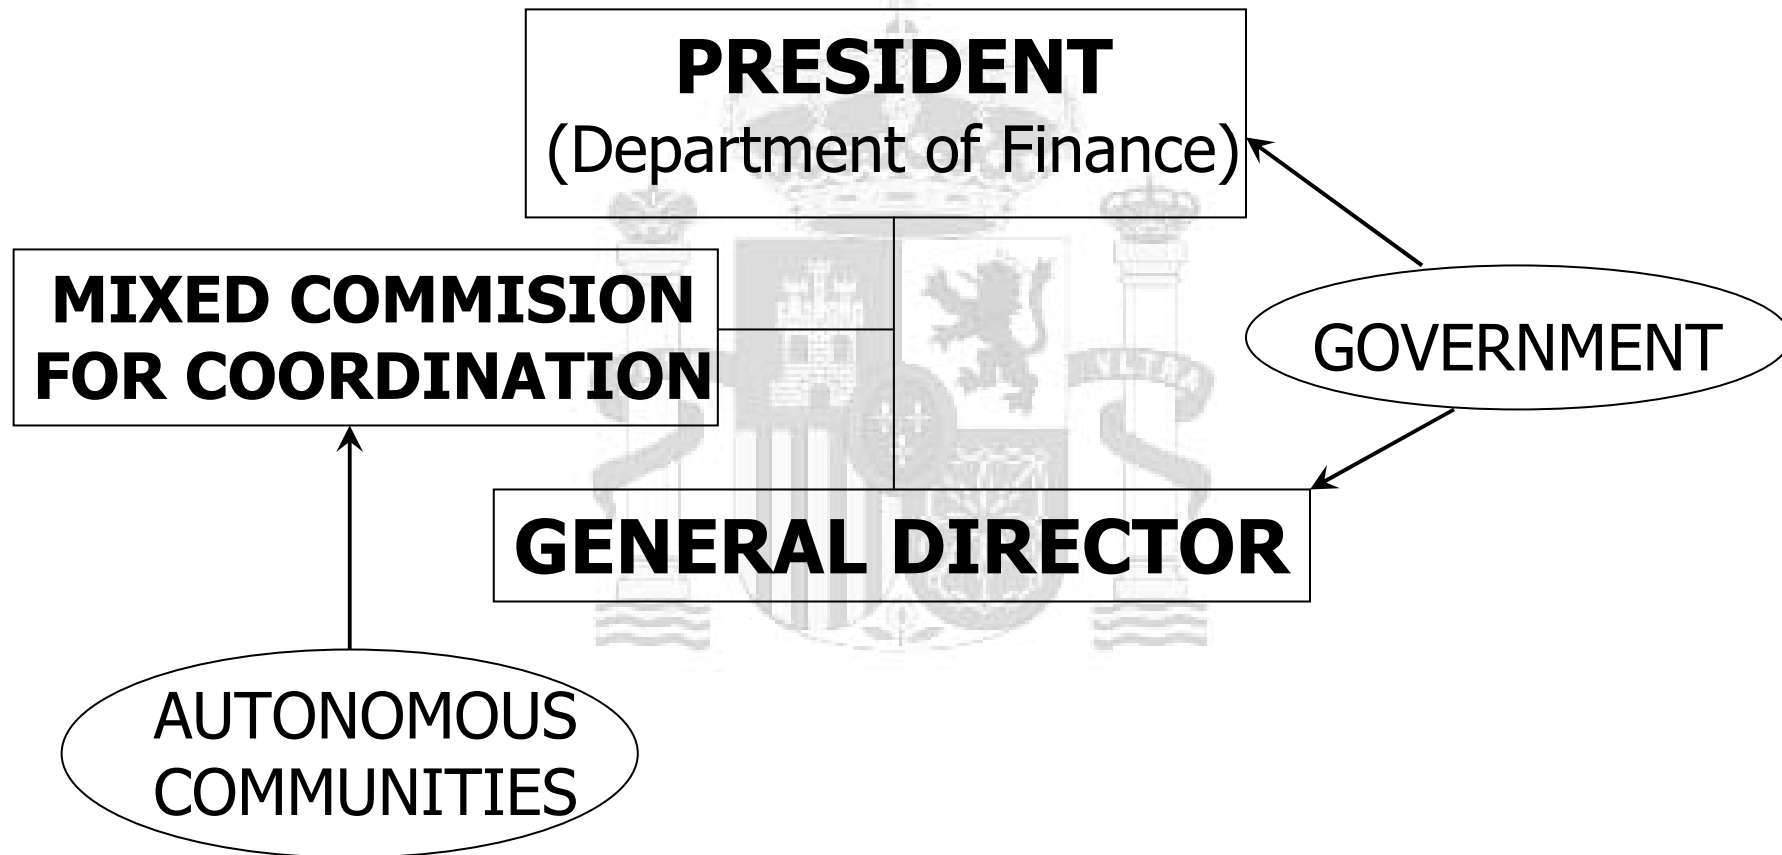 PRESIDENT
(Department of Finance)
MIXED COMMISION
FOR COORDINATION
GOVERNMENT
GENERAL DIRECTOR
AUTONOMOUS
COMMUNITIES